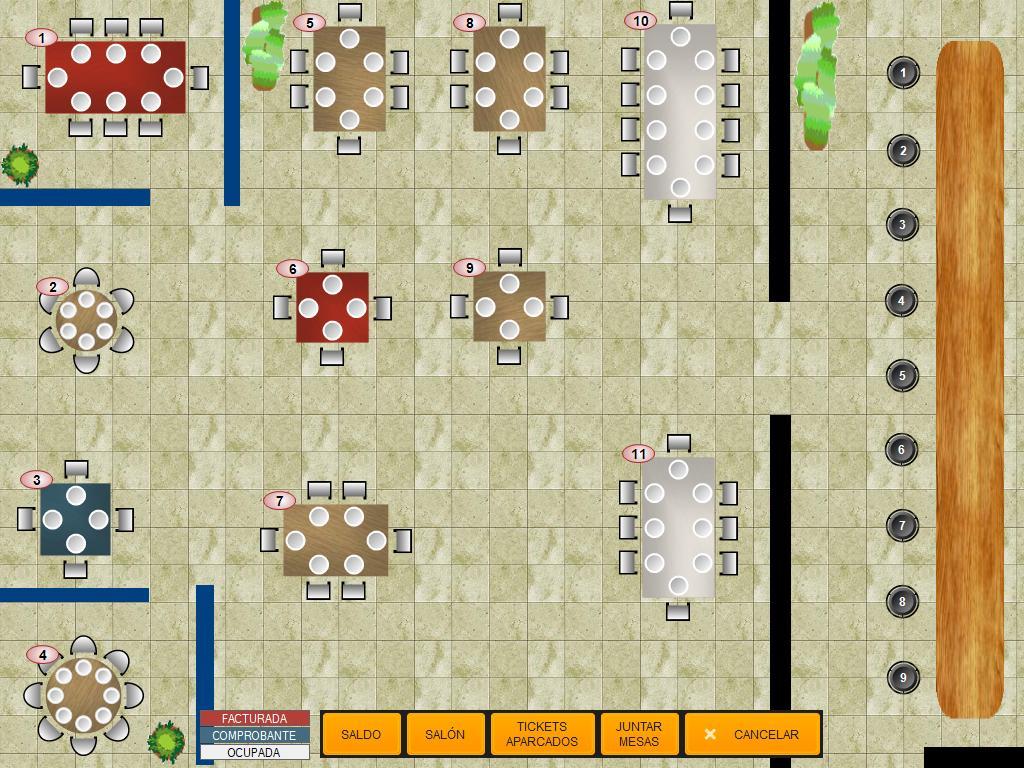 1
5
8
10
1
2
3
2
6
9
4
5
6
3
7
11
7
8
4
9
FACTURADA
COMPROBANTE
OCUPADA
SALDO
SALÓN
TICKETS
APARCADOS
JUNTAR
MESAS
× CANCELAR